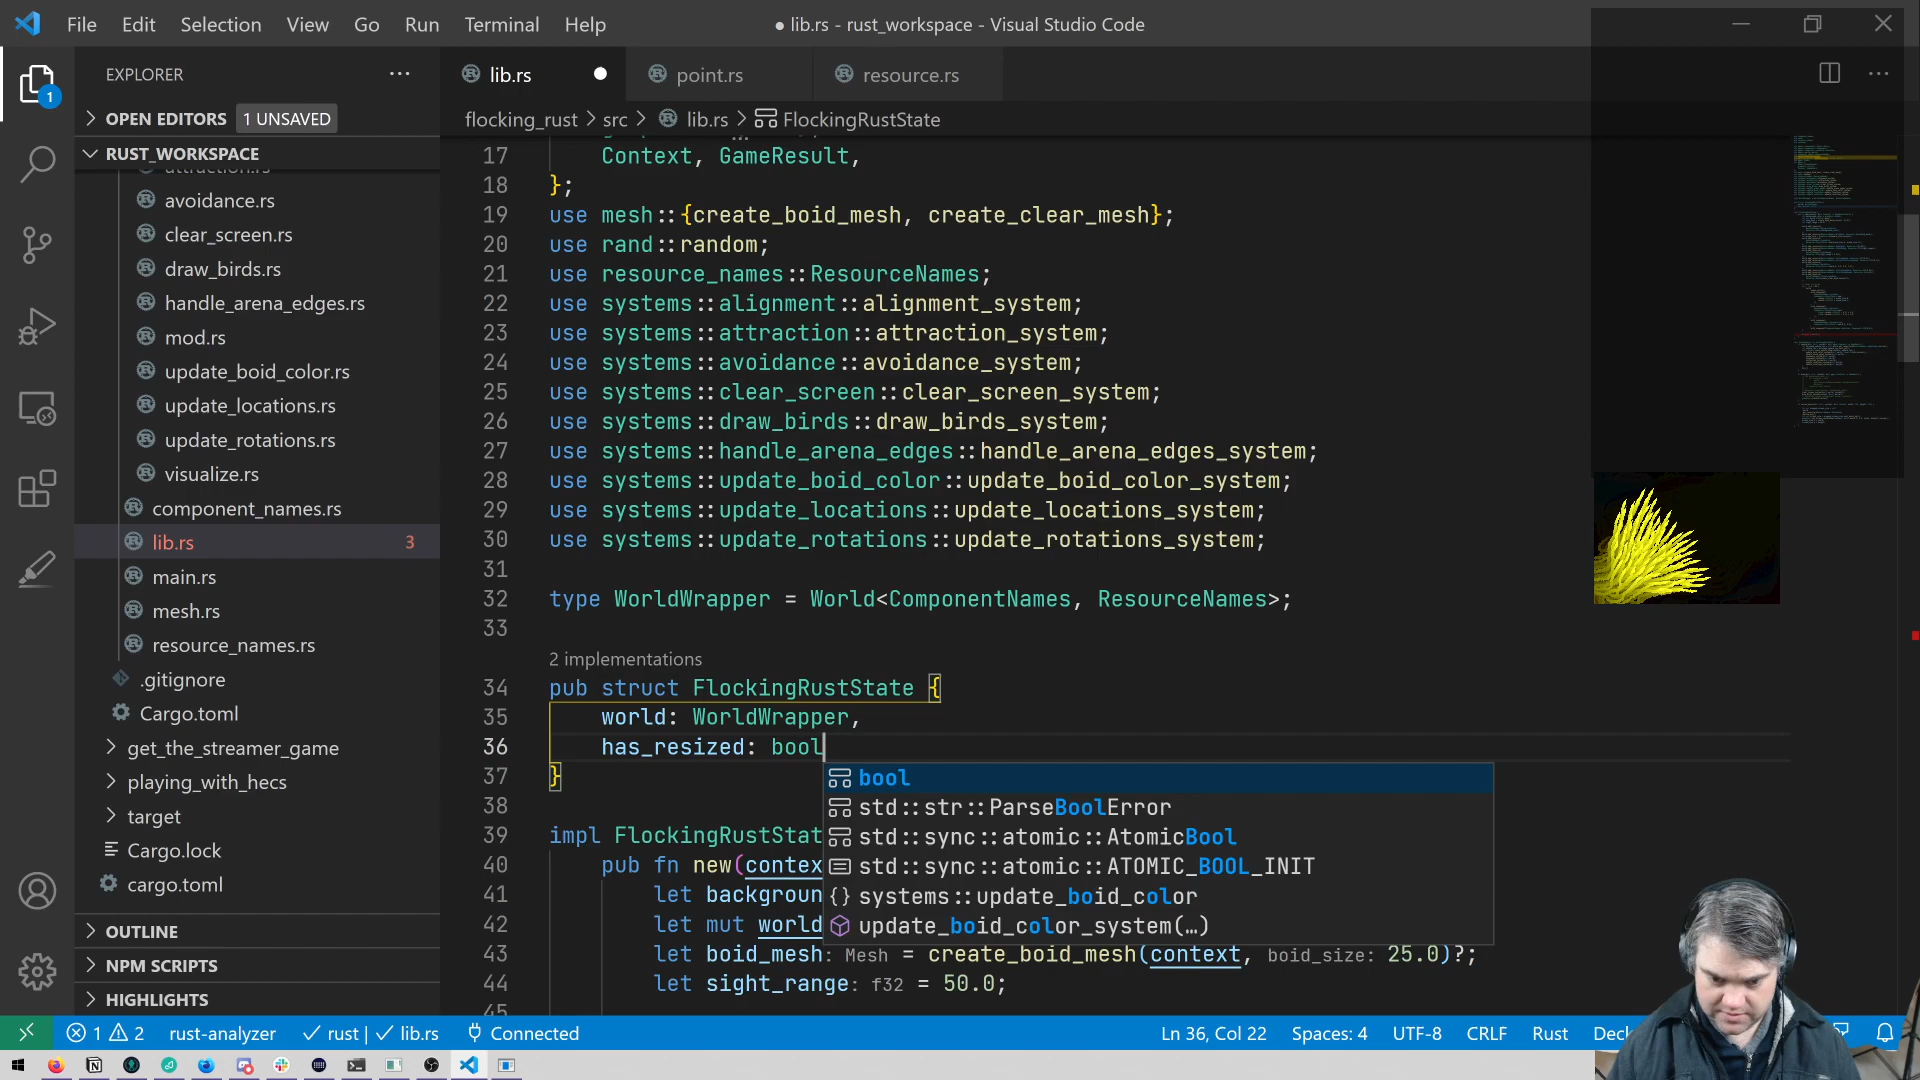 File Edit Selection View Go Run Terminal Help
● lib.rs - rust_workspace - Visual Studio Code
EXPLORER
OPEN EDITORS 1 UNSAVED
RUST_WORKSPACE
avoidance.rs
clear_screen.rs
draw_birds.rs
handle_arena_edges.rs
mod.rs
update_boid_color.rs
update_locations.rs
update_rotations.rs
visualize.rs
component_names.rs
lib.rs 3
main.rs
mesh.rs
resource_names.rs
.gitignore
Cargo.toml
get_the_streamer_game
playing_with_hecs
target
Cargo.lock
cargo.toml
OUTLINE
NPM SCRIPTS
HIGHLIGHTS
1
lib.rs point.rs resource.rs
flocking_rust > src > lib.rs > FlockingRustState
17 Context, GameResult,
18 };
19 use mesh::{create_boid_mesh, create_clear_mesh};
20 use rand::random;
21 use resource_names::ResourceNames;
22 use systems::alignment::alignment_system;
23 use systems::attraction::attraction_system;
24 use systems::avoidance::avoidance_system;
25 use systems::clear_screen::clear_screen_system;
26 use systems::draw_birds::draw_birds_system;
27 use systems::handle_arena_edges::handle_arena_edges_system;
28 use systems::update_boid_color::update_boid_color_system;
29 use systems::update_locations::update_locations_system;
30 use systems::update_rotations::update_rotations_system;
31
32 type WorldWrapper = World<ComponentNames, ResourceNames>;
33
2 implementations
34 pub struct FlockingRustState {
35 world: WorldWrapper,
36 has_resized: bool
37 }
38
39 impl FlockingRustStat
40 pub fn new(contex
41 let backgroun
42 let mut world
43 let boid_mesh: Mesh = create_boid_mesh(context, boid_size: 25.0)?;
44 let sight_range: f32 = 50.0;
45
bool
std::str::ParseBoolError
std::sync::atomic::AtomicBool
std::sync::atomic::ATOMIC_BOOL_INIT
systems::update_boid_color
update_boid_color_system(…)
1 2 rust-analyzer ✓ rust | ✓ lib.rs Connected
Ln 36, Col 22 Spaces: 4 UTF-8 CRLF Rust